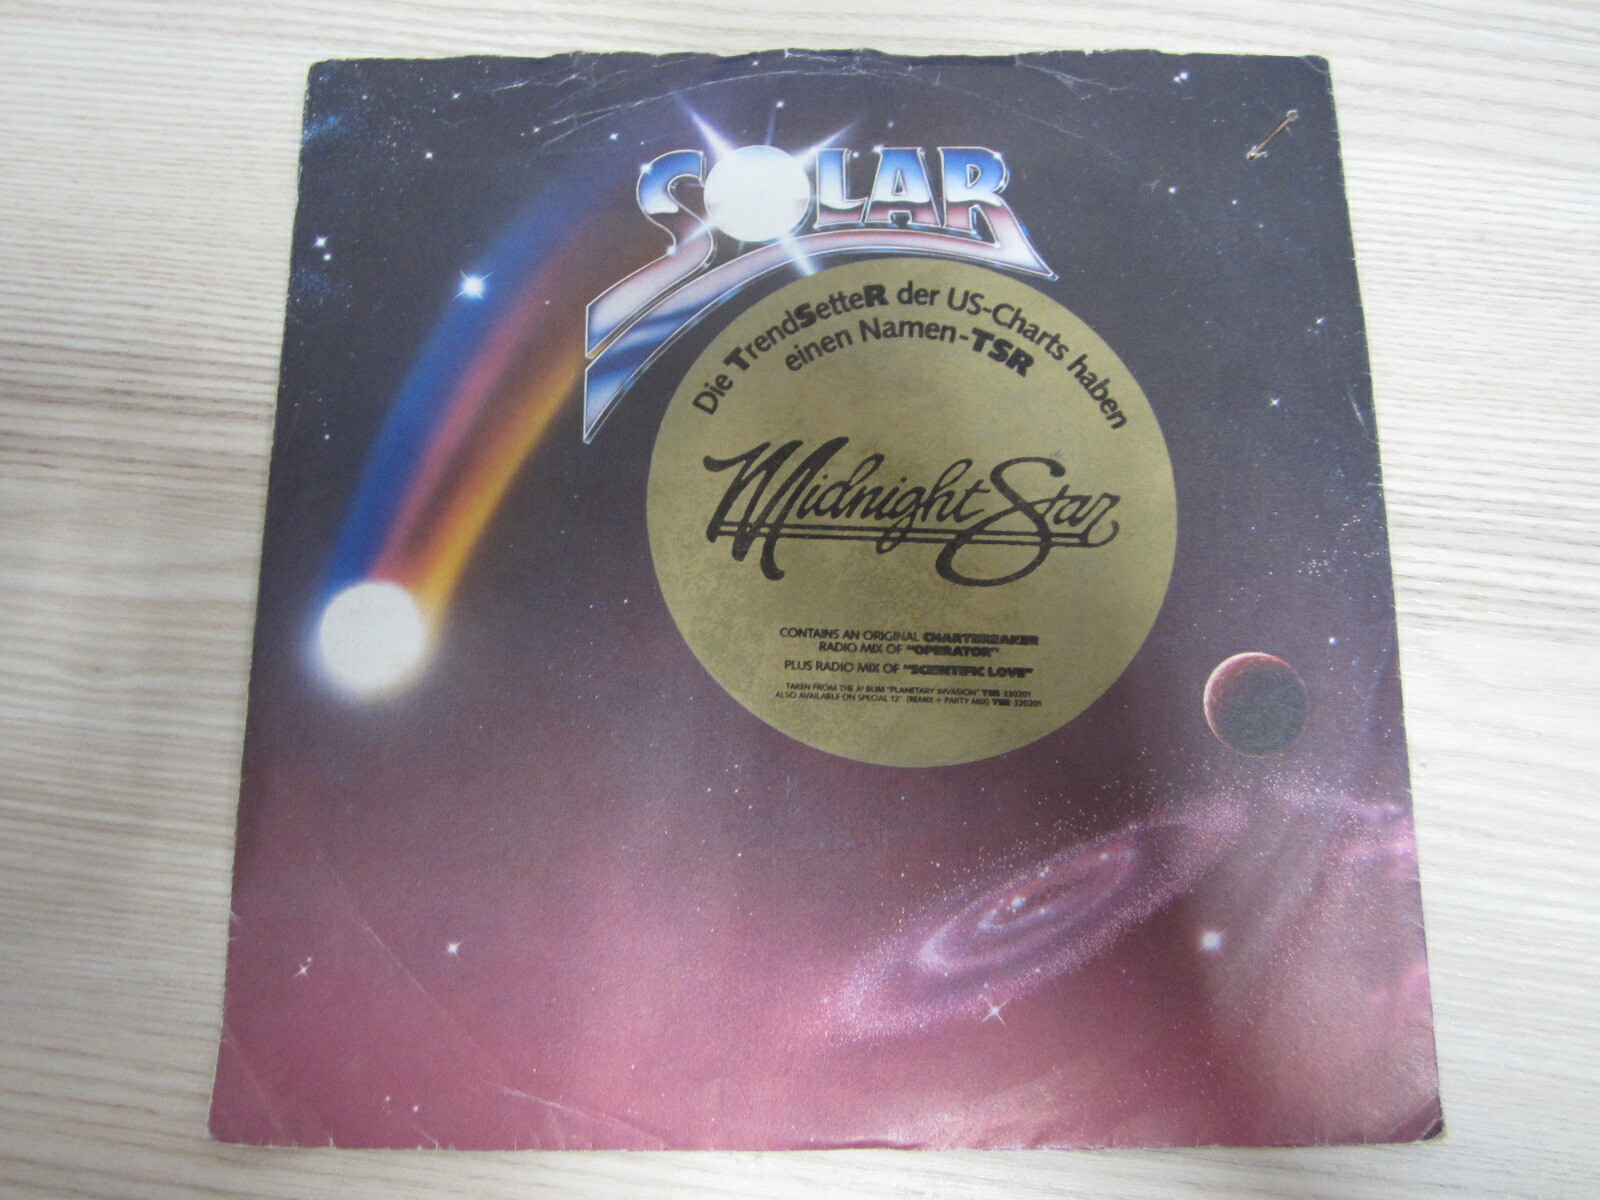 SOLAR
Die TrendSetteR der US-Charts haben
einen Namen-TSR
Midnight Star
CONTAINS AN ORIGINAL CHARTBREAKER
RADIO MIX OF "OPERATOR"
PLUS RADIO MIX OF "SCIENTIFIC LOVE"
TAKEN FROM THE A' BUM "PLANETARY INVASION" TSR 330201
ALSO AVAILABLE ON SPECIAL 12" (REMIX + PARTY MIX) TSR 320201